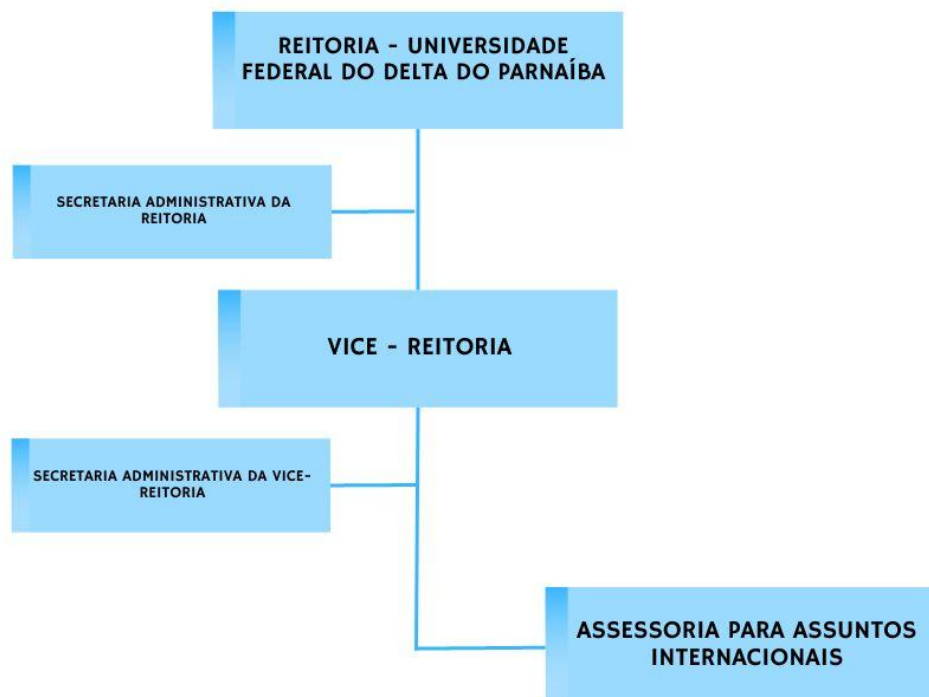 REITORIA - UNIVERSIDADE
FEDERAL DO DELTA DO PARNAÍBA
SECRETARIA ADMINISTRATIVA DA
REITORIA
VICE - REITORIA
SECRETARIA ADMINISTRATIVA DA VICE-
REITORIA
ASSESSORIA PARA ASSUNTOS
INTERNACIONAIS